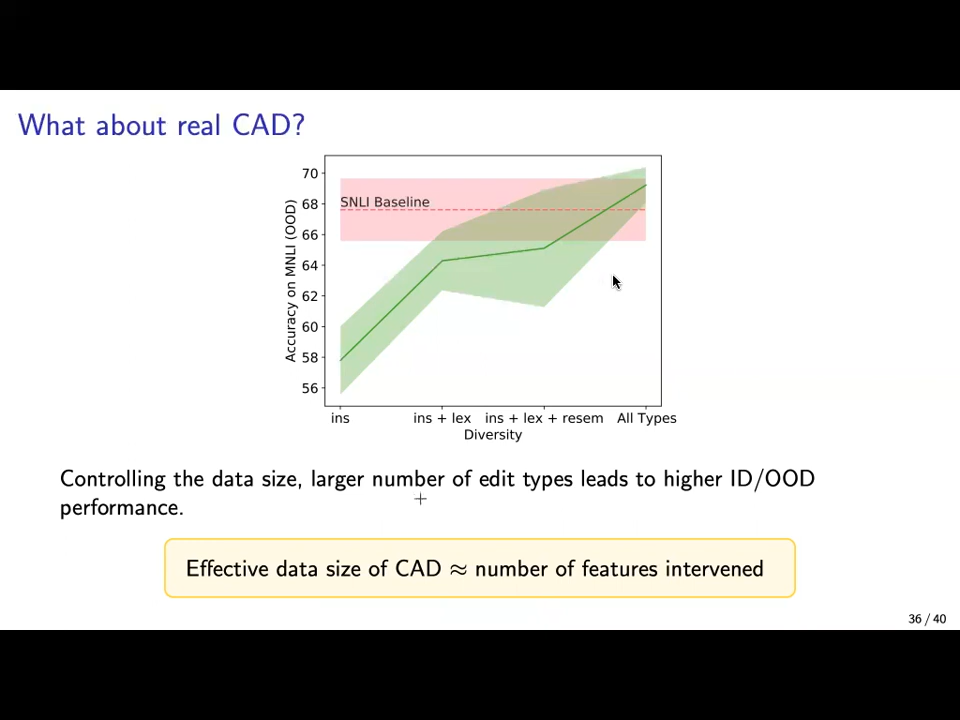 What about real CAD?
70
68
66
64
62
60
58
56
Accuracy on MNLI (OOD)
SNLI Baseline
ins
ins + lex
ins + lex + resem
All Types
Diversity
Controlling the data size, larger number of edit types leads to higher ID/OOD
performance.
Effective data size of CAD ≈ number of features intervened
36 / 40